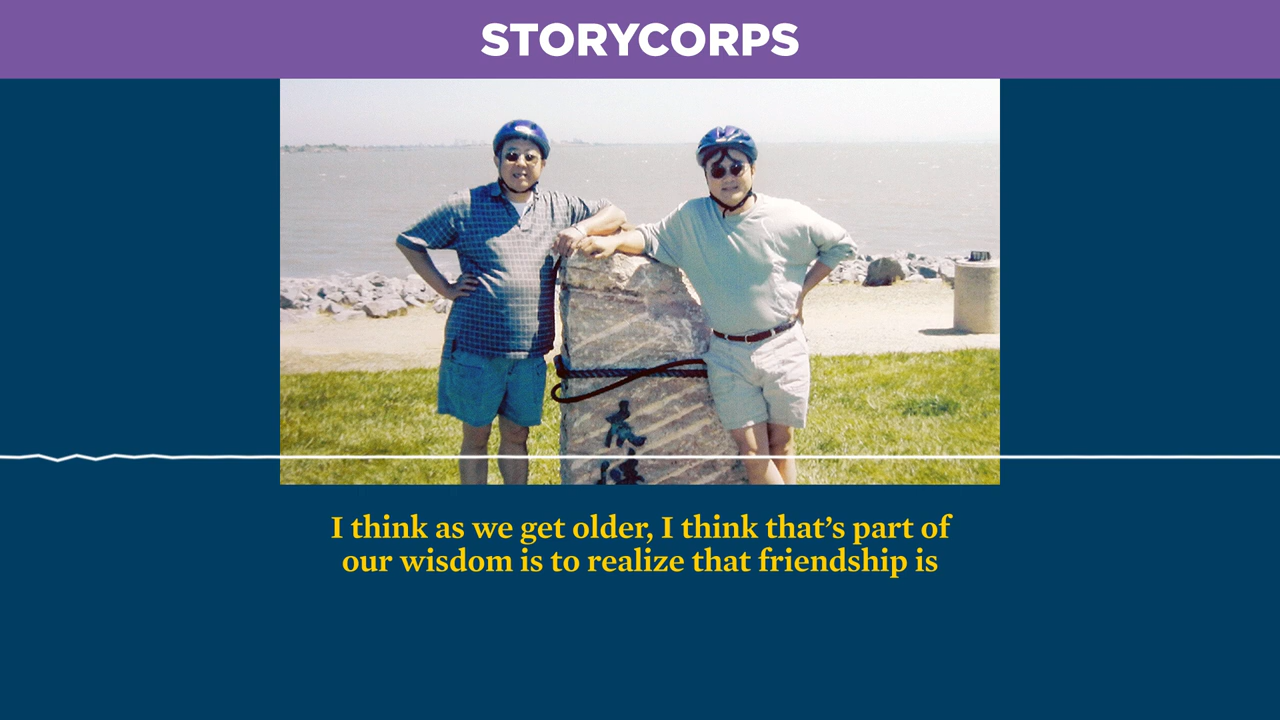 STORYCORPS
I think as we get older, I think that’s part of
our wisdom is to realize that friendship is